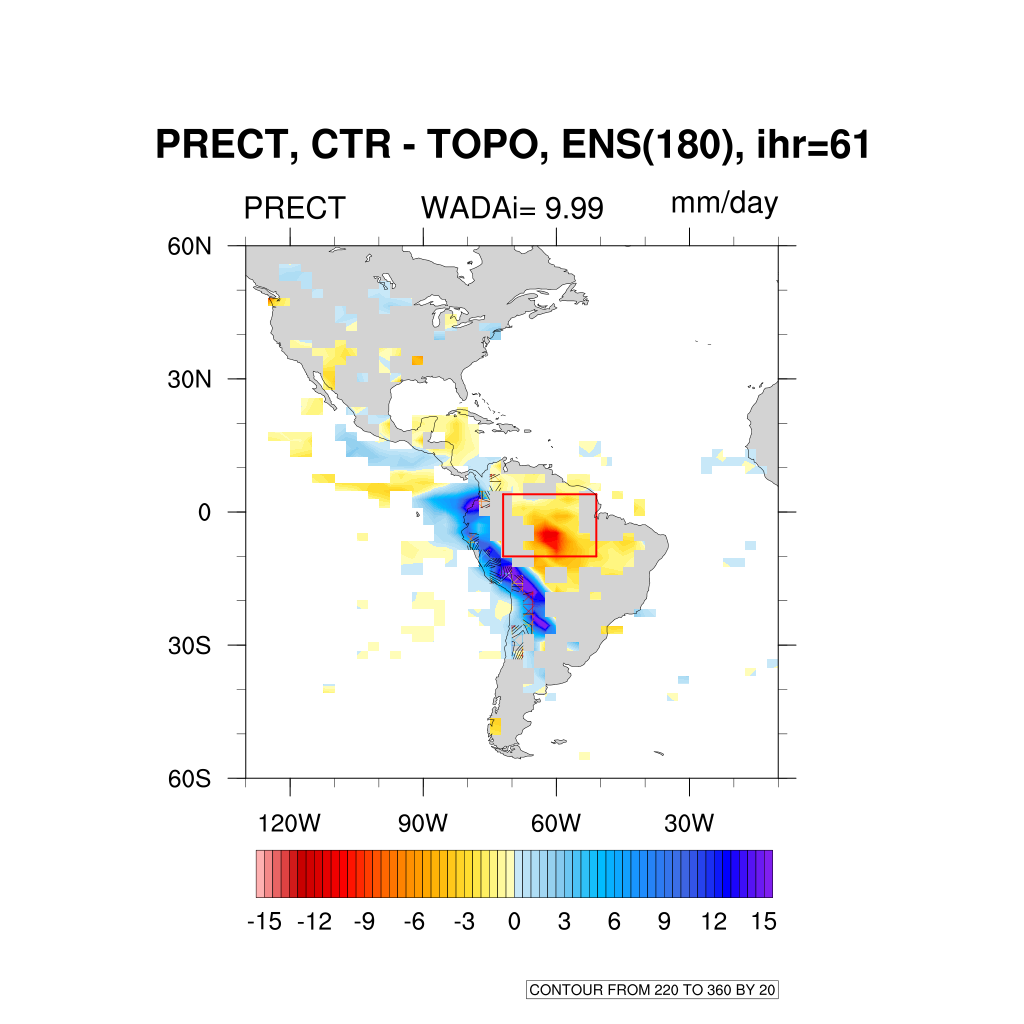 PRECT, CTR - TOPO, ENS(180), ihr=61
PRECT WADAi= 9.99 mm/day
60N
30N
0
30S
60S
120W 90W 60W 30W
-15 -12 -9 -6 -3 0 3 6 9 12 15
CONTOUR FROM 220 TO 360 BY 20